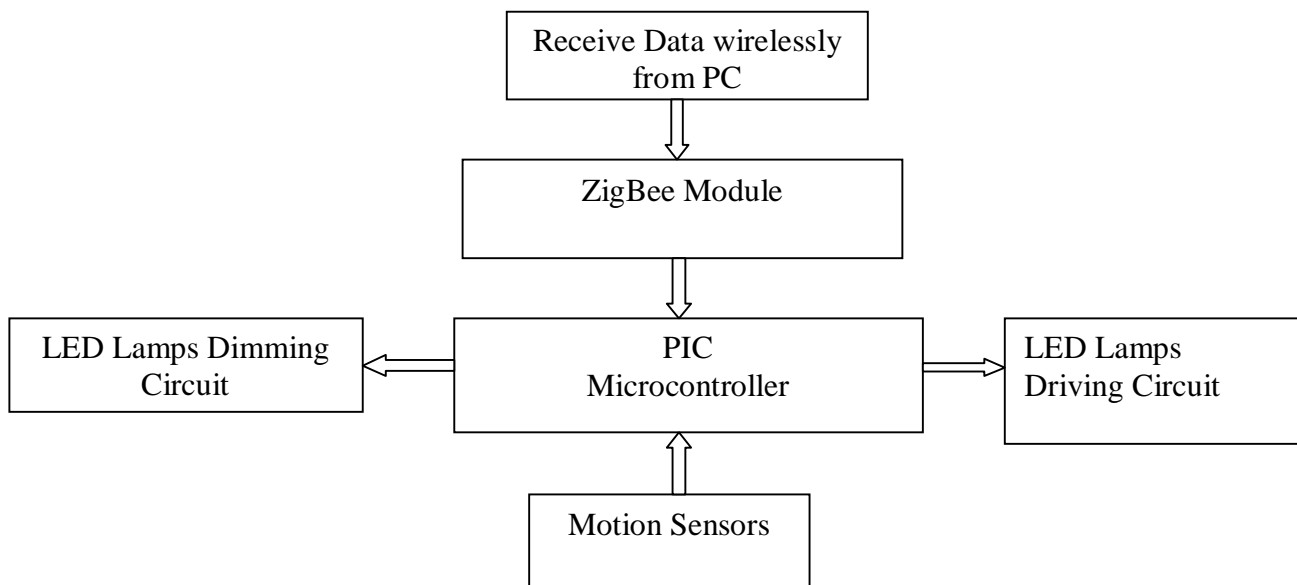 Receive Data wirelessly
from PC
ZigBee Module
LED Lamps Dimming
Circuit
PIC
Microcontroller
LED Lamps
Driving Circuit
Motion Sensors